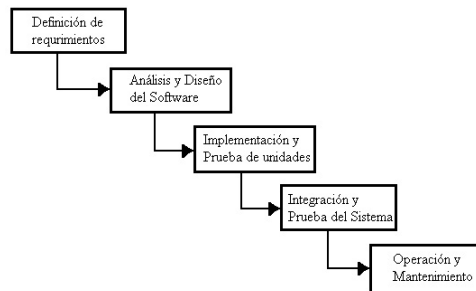 Definición de
requrimientos
Análisis y Diseño
del Software
Implementación y
Prueba de unidades
Integración y
Prueba del Sistema
Operación y
Mantenimiento